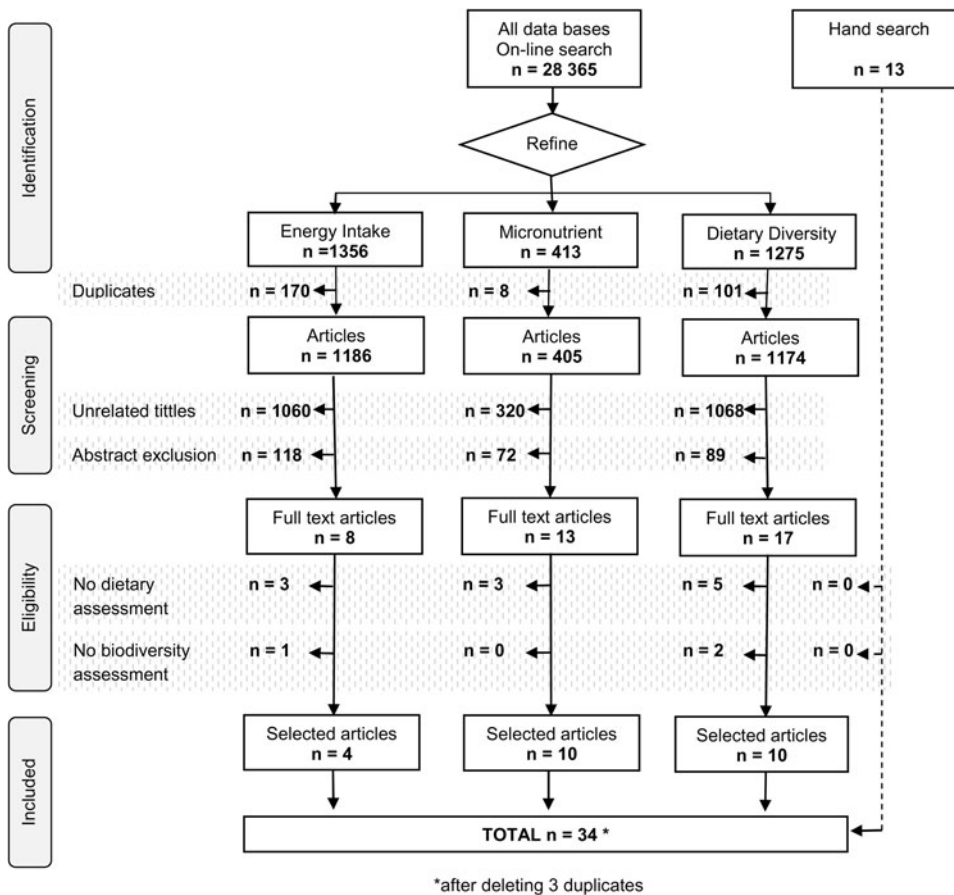 All data bases
On-line search
n = 28 365
Hand search
n = 13
Identification
Refine
Energy Intake
n =1356
Micronutrient
n = 413
Dietary Diversity
n = 1275
Duplicates
n = 170
n = 8
n = 101
Screening
Articles
n = 1186
Articles
n = 405
Articles
n = 1174
Unrelated tittles
n = 1060
n = 320
n = 1068
Abstract exclusion
n = 118
n = 72
n = 89
Eligibility
Full text articles
n = 8
Full text articles
n = 13
Full text articles
n = 17
No dietary
assessment
n = 3
n = 3
n = 5
n = 0
No biodiversity
assessment
n = 1
n = 0
n = 2
n = 0
Included
Selected articles
n = 4
Selected articles
n = 10
Selected articles
n = 10
TOTAL n = 34 *
*after deleting 3 duplicates